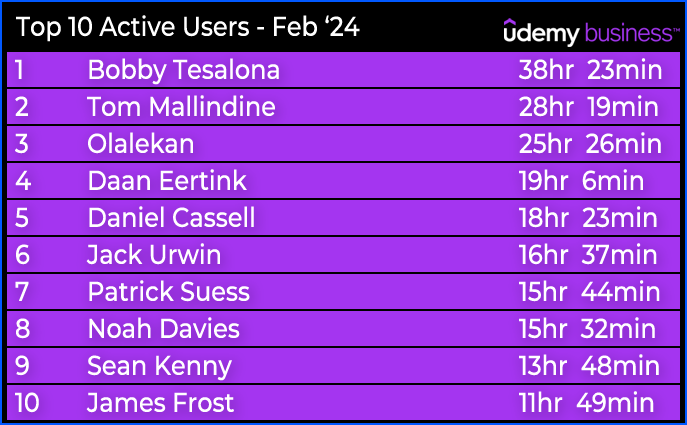 Top 10 Active Users - Feb ‘24 ûdemy business™
1 Bobby Tesalona 38hr 23min
2 Tom Mallindine 28hr 19min
3 Olalekan 25hr 26min
4 Daan Eertink 19hr 6min
5 Daniel Cassell 18hr 23min
6 Jack Urwin 16hr 37min
7 Patrick Suess 15hr 44min
8 Noah Davies 15hr 32min
9 Sean Kenny 13hr 48min
10 James Frost 11hr 49min